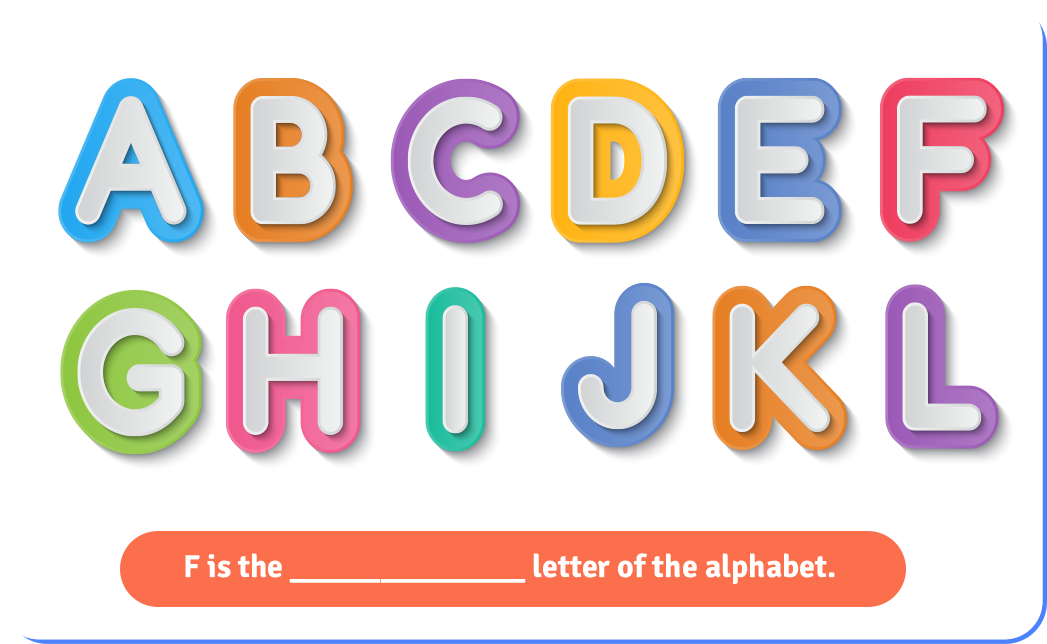 A B C D E F
G H I J K L
F is the _______________ letter of the alphabet.